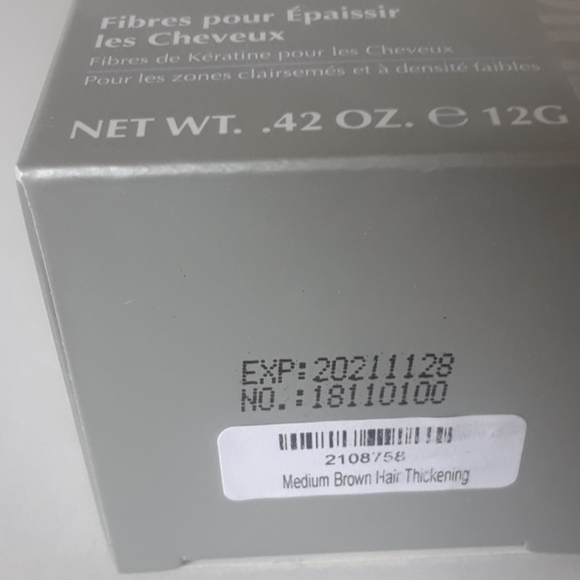 Fibres pour Épaissir
les Cheveux
Fibres de Kératine pour les Cheveux
Pour les zones clairsemés et à densité faibles
NET WT. .42 OZ. ℮ 12G
EXP:20211128
NO.:18110100
2108758
Medium Brown Hair Thickening